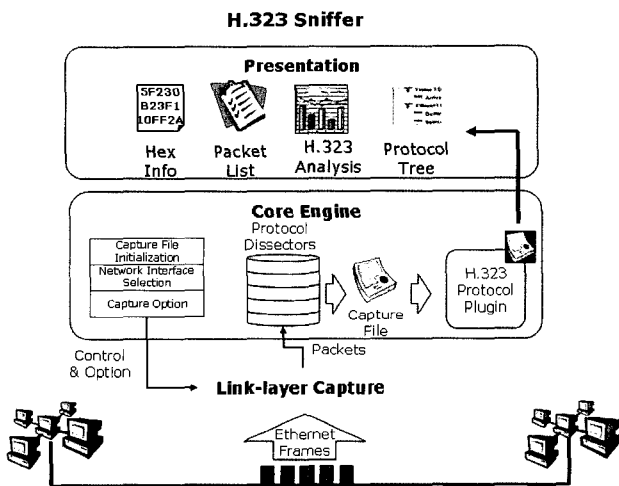 H.323 Sniffer
Presentation
5F230
B23F1
10FF2A
Hex
Info
Packet
List
H.323
Analysis
Protocol
Tree
Core Engine
Capture File
Initialization
Network Interface
Selection
Capture Option
Protocol
Dissectors
Capture
File
H.323
Protocol
Plugin
Control
& Option
Packets
Link-layer Capture
Ethernet
Frames